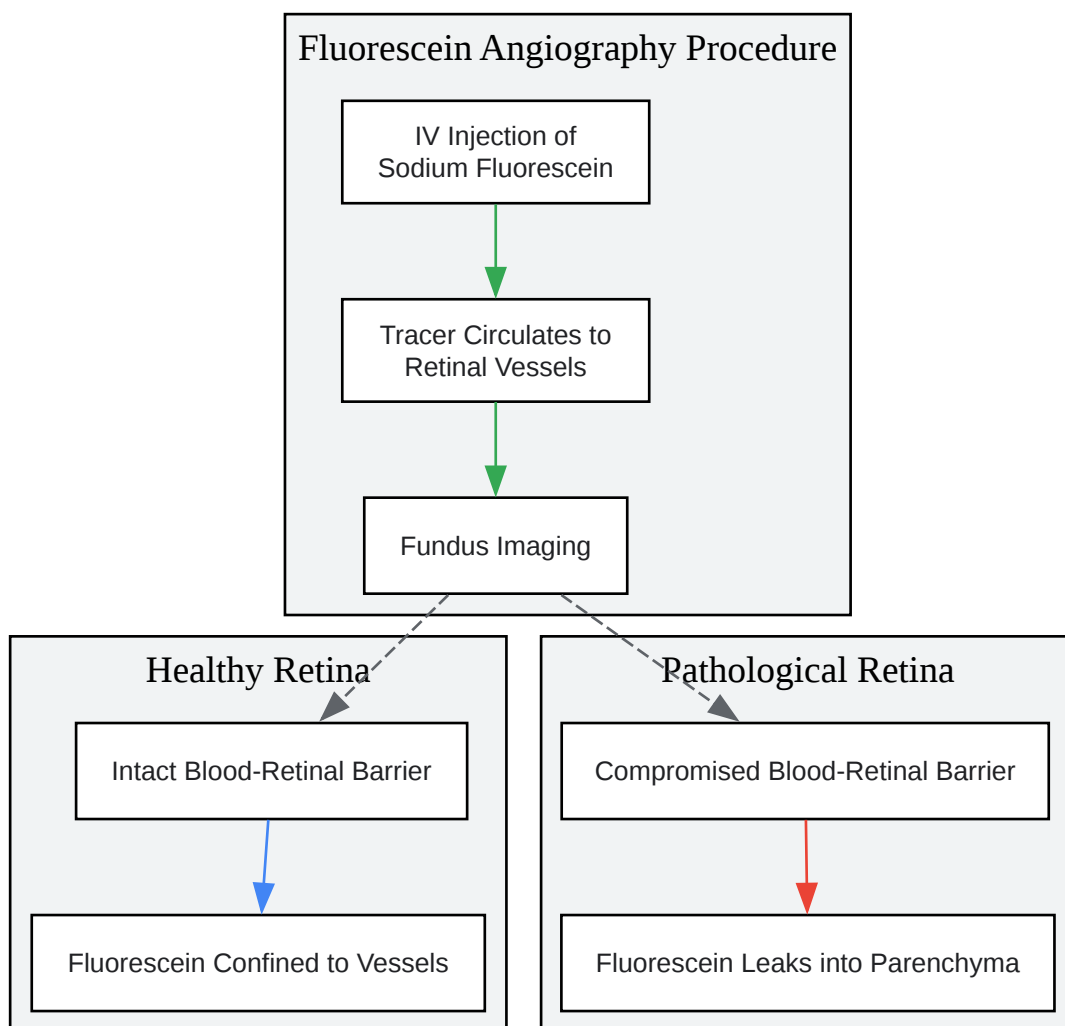 Fluorescein Angiography Procedure
IV Injection of
Sodium Fluorescein
Tracer Circulates to
Retinal Vessels
Fundus Imaging
Healthy Retina
Intact Blood-Retinal Barrier
Fluorescein Confined to Vessels
Pathological Retina
Compromised Blood-Retinal Barrier
Fluorescein Leaks into Parenchyma